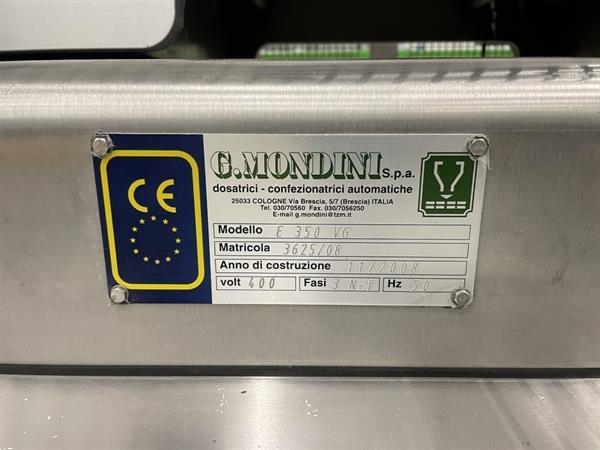 CE
G.MONDINI S.p.a.
dosatrici - confezionatrici automatiche
25033 COLOGNE Via Brescia, 5/7 (Brescia) ITALIA
Tel. 030/70560 Fax. 030/7056250
E-mail g.mondini@tzm.it
Modello E 350 VG
Matricola 3625/08
Anno di costruzione 11/2008
volt 400 Fasi 3 N+T Hz 50